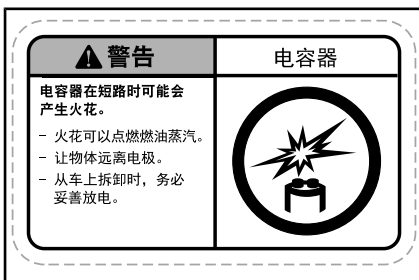 警告
电容器
电容器在短路时可能会
产生火花。
- 火花可以点燃燃油蒸汽。
- 让物体远离电极。
- 从车上拆卸时，务必
妥善放电。